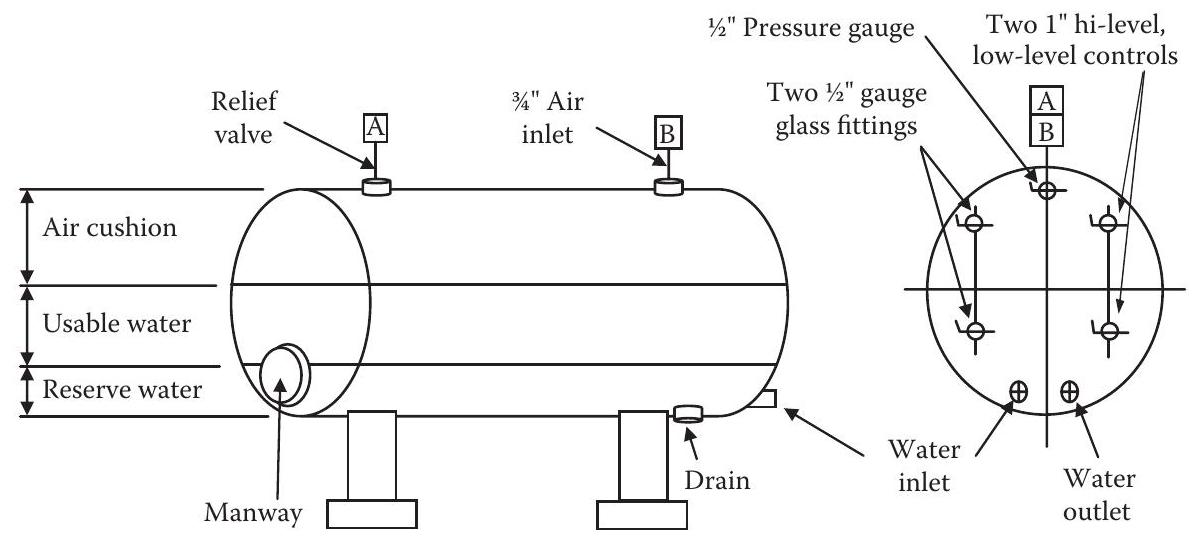 ½" Pressure gauge
Two 1" hi-level,
low-level controls
Relief
valve
¾" Air
inlet
Two ½" gauge
glass fittings
A
B
A
B
Air cushion
Usable water
Reserve water
Manway
Drain
Water
inlet
Water
outlet